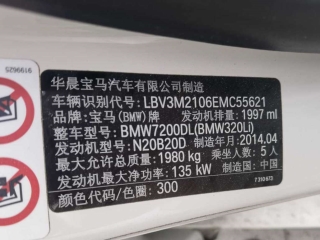 华晨宝马汽车有限公司制造
车辆识别代号: LBV3M2106EMC55621
品牌: 宝马(BMW)牌 发动机排量: 1997 ml
整车型号: BMW7200DL(BMW320Li)
发动机型号: N20B20D 制造年月: 2014.04
最大允许总质量: 1980 kg 乘坐人数: 5 人
发动机最大净功率: 135 kW 制造国: 中国
颜色代码/色圈: 300
7 310 673
9199625